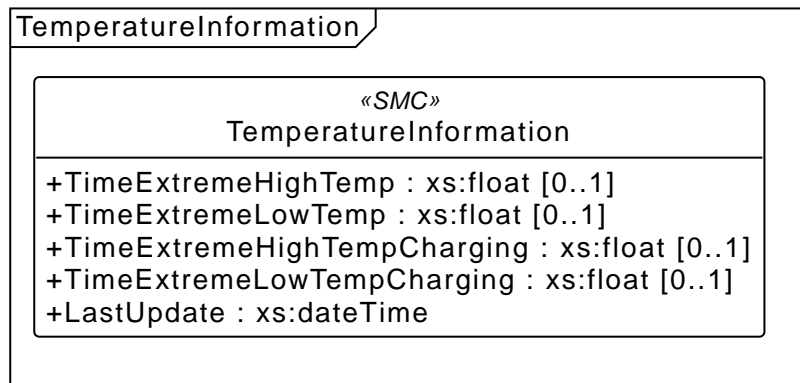 TemperatureInformation
«SMC»
TemperatureInformation
+TimeExtremeHighTemp : xs:float [0..1]
+TimeExtremeLowTemp : xs:float [0..1]
+TimeExtremeHighTempCharging : xs:float [0..1]
+TimeExtremeLowTempCharging : xs:float [0..1]
+LastUpdate : xs:dateTime